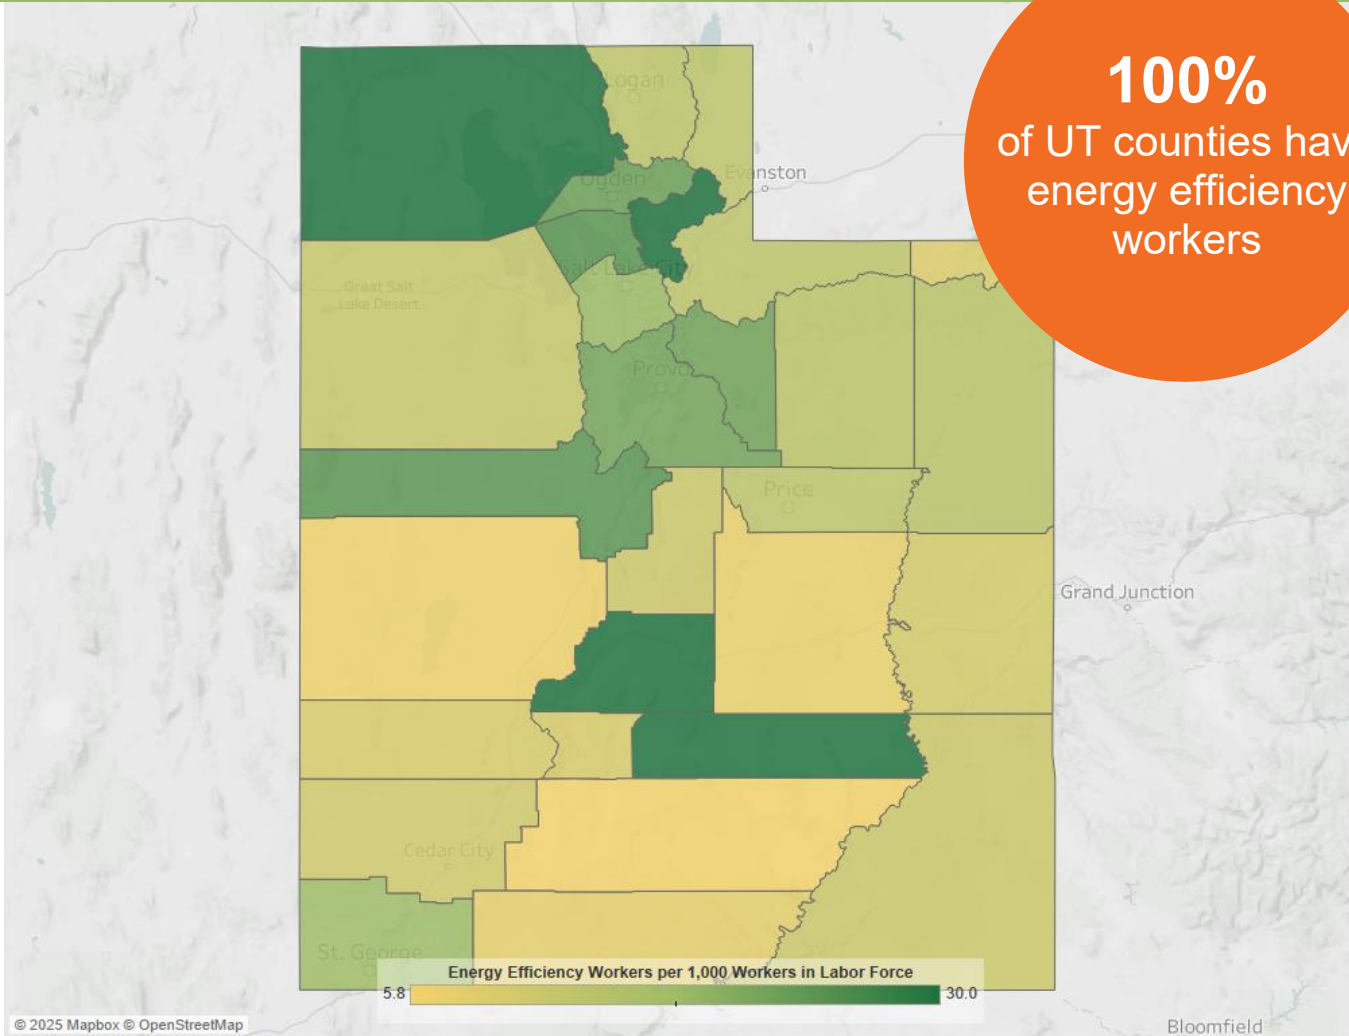 100%
of UT counties hav
energy efficiency
workers
Logan
Evanston
Ogden
Salt Lake Cit
Great Salt
Lake Desert
Provo
Price
Grand Junction
Cedar City
St. George
Energy Efficiency Workers per 1,000 Workers in Labor Force
5.8
30.0
© 2025 Mapbox © OpenStreetMap
Bloomfield